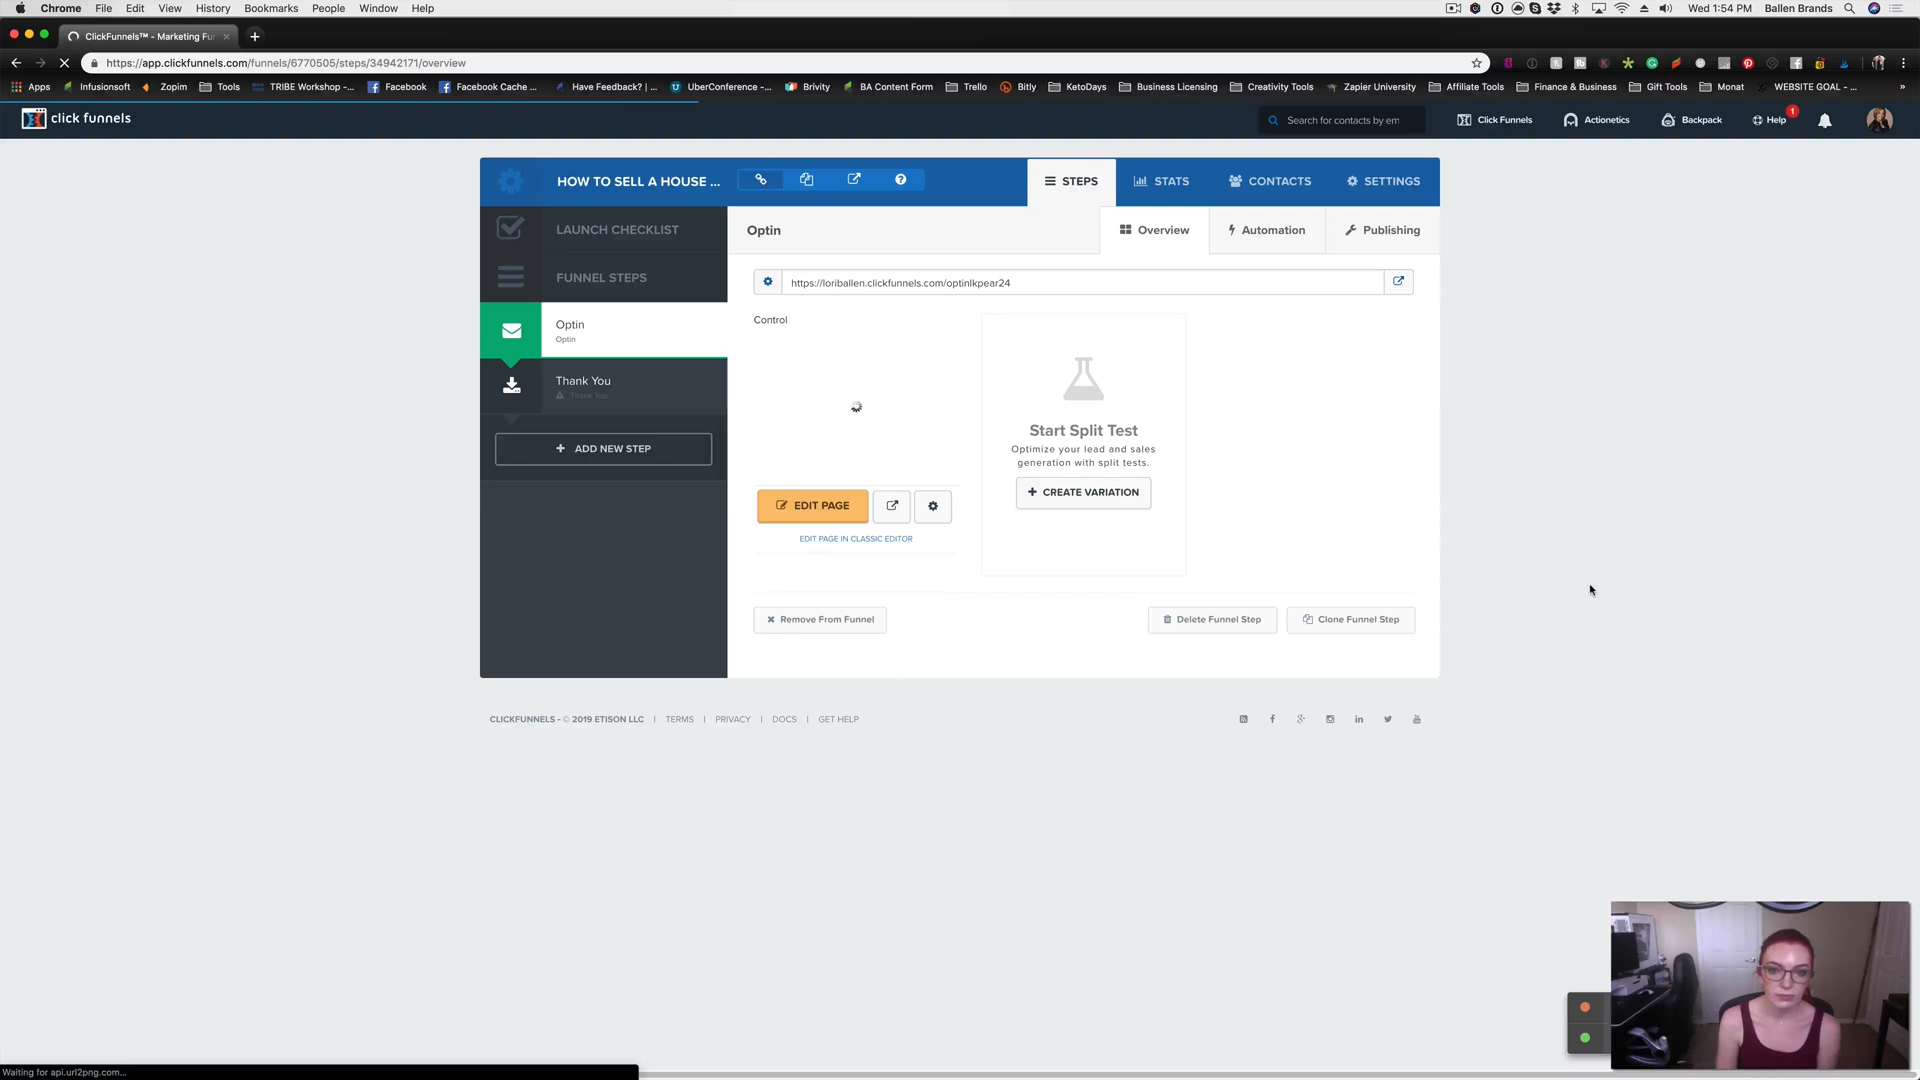 Chrome File Edit View History Bookmarks People Window Help Wed 1:54 PM Ballen Brands
ClickFunnels™ - Marketing Fu
https://app.clickfunnels.com/funnels/6770505/steps/34942171/overview
Apps Infusionsoft Zopim Tools TRIBE Workshop -... Facebook Facebook Cache ... Have Feedback? | ... UberConference -... Brivity BA Content Form Trello Bitly KetoDays Business Licensing Creativity Tools Zapier University Affiliate Tools Finance & Business Gift Tools Monat WEBSITE GOAL - ... »
click funnels Search for contacts by em Click Funnels Actionetics Backpack Help 1
HOW TO SELL A HOUSE ... STEPS STATS CONTACTS SETTINGS
LAUNCH CHECKLIST
Optin Overview Automation Publishing
FUNNEL STEPS
https://loriballen.clickfunnels.com/optinlkpear24
Optin
Optin
Control
Thank You
Thank You
ADD NEW STEP
Start Split Test
Optimize your lead and sales
generation with split tests.
CREATE VARIATION
EDIT PAGE
EDIT PAGE IN CLASSIC EDITOR
Remove From Funnel Delete Funnel Step Clone Funnel Step
CLICKFUNNELS - © 2019 ETISON LLC | TERMS | PRIVACY | DOCS | GET HELP
Waiting for api.url2png.com...